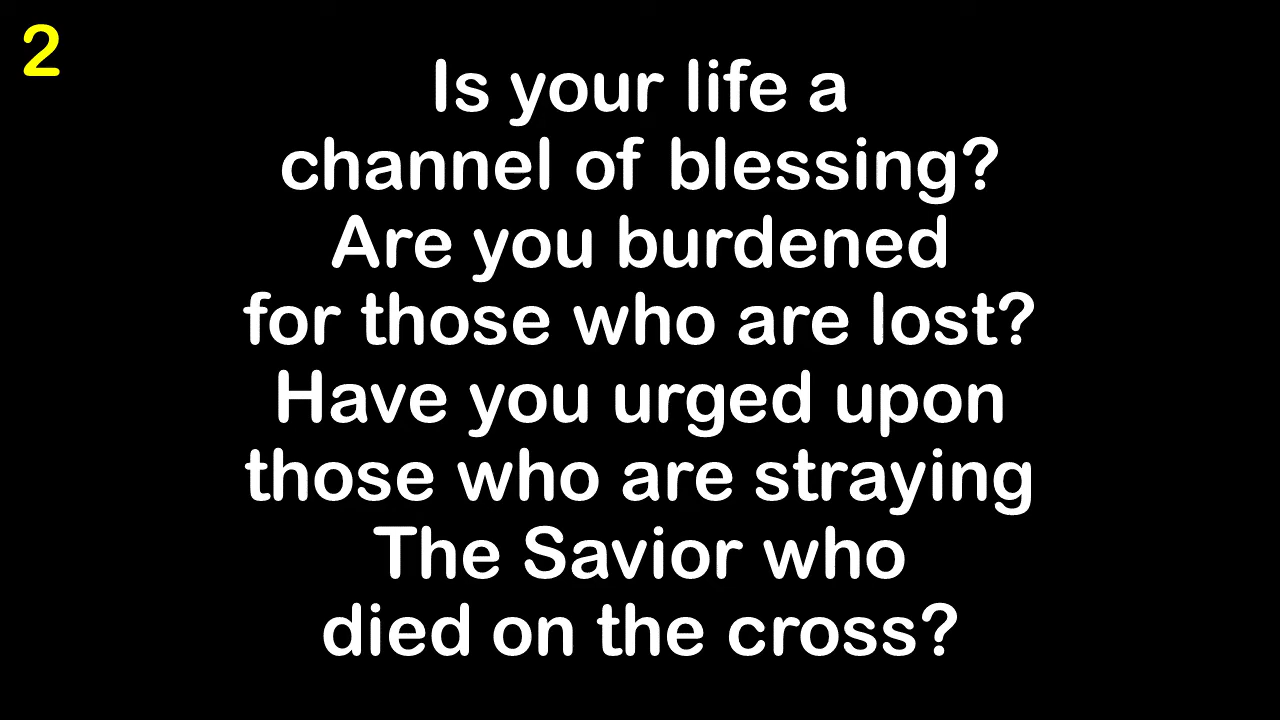 2
Is your life a
channel of blessing?
Are you burdened
for those who are lost?
Have you urged upon
those who are straying
The Savior who
died on the cross?